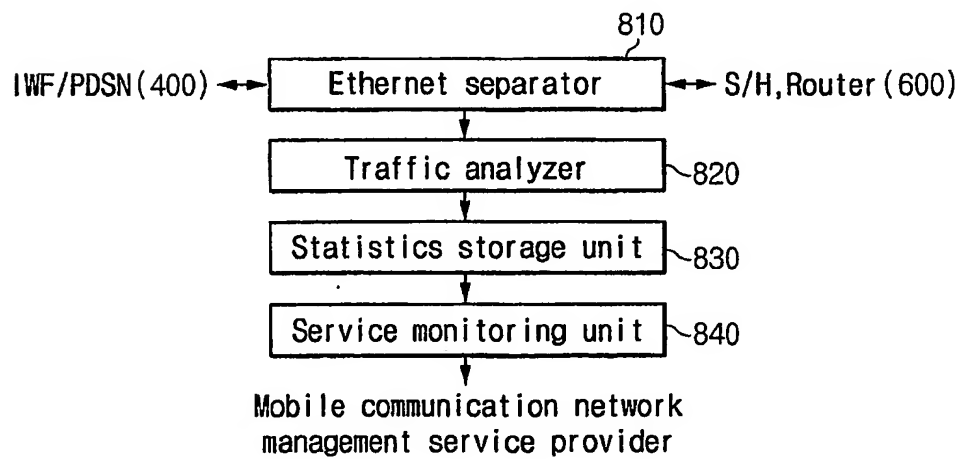 810
IWF/PDSN(400)
Ethernet separator
S/H,Router(600)
Traffic analyzer
820
Statistics storage unit
830
Service monitoring unit
840
Mobile communication network
management service provider